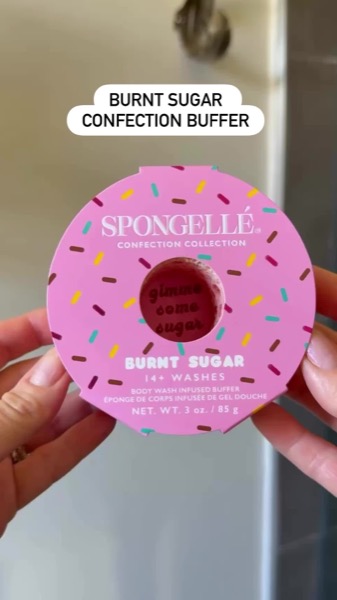 BURNT SUGAR
CONFECTION BUFFER
SPONGELLÉ®
CONFECTION COLLECTION
gimme
some
sugar
BURNT SUGAR
14+ WASHES
BODY WASH INFUSED BUFFER
ÉPONGE DE CORPS INFUSÉE DE GEL DOUCHE
NET. WT. 3 oz. / 85 g